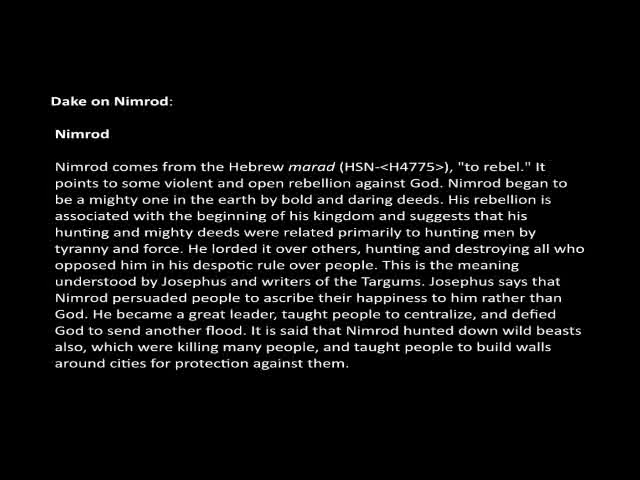 Dake on Nimrod:
Nimrod
Nimrod comes from the Hebrew marad (HSN-<H4775>), "to rebel." It
points to some violent and open rebellion against God. Nimrod began to
be a mighty one in the earth by bold and daring deeds. His rebellion is
associated with the beginning of his kingdom and suggests that his
hunting and mighty deeds were related primarily to hunting men by
tyranny and force. He lorded it over others, hunting and destroying all who
opposed him in his despotic rule over people. This is the meaning
understood by Josephus and writers of the Targums. Josephus says that
Nimrod persuaded people to ascribe their happiness to him rather than
God. He became a great leader, taught people to centralize, and defied
God to send another flood. It is said that Nimrod hunted down wild beasts
also, which were killing many people, and taught people to build walls
around cities for protection against them.